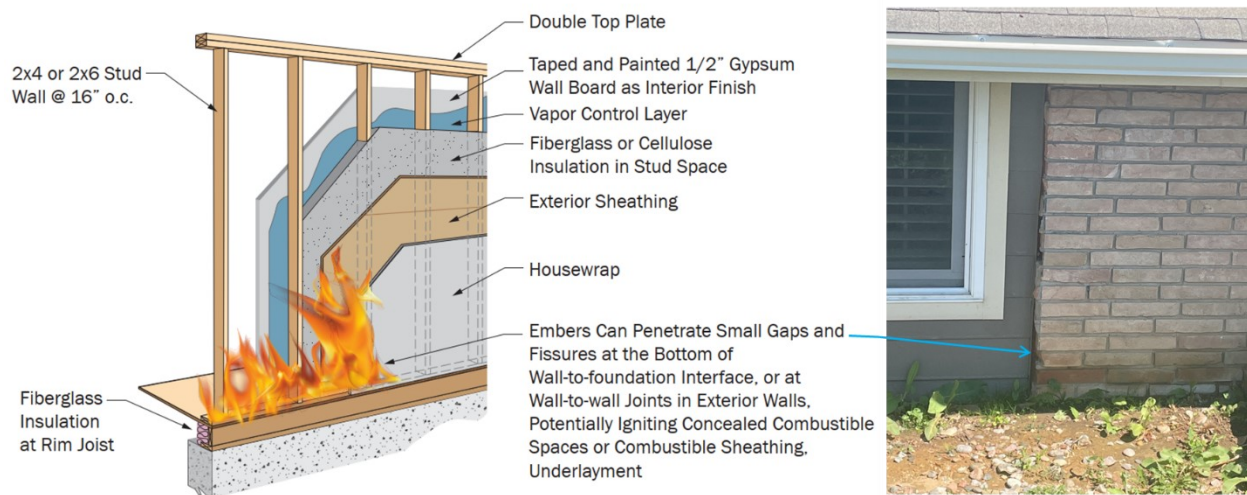 Double Top Plate
2x4 or 2x6 Stud
Wall @ 16” o.c.
Taped and Painted 1/2” Gypsum
Wall Board as Interior Finish
Vapor Control Layer
Fiberglass or Cellulose
Insulation in Stud Space
Exterior Sheathing
Housewrap
Embers Can Penetrate Small Gaps and
Fissures at the Bottom of
Wall-to-foundation Interface, or at
Wall-to-wall Joints in Exterior Walls,
Potentially Igniting Concealed Combustible
Spaces or Combustible Sheathing,
Underlayment
Fiberglass
Insulation
at Rim Joist